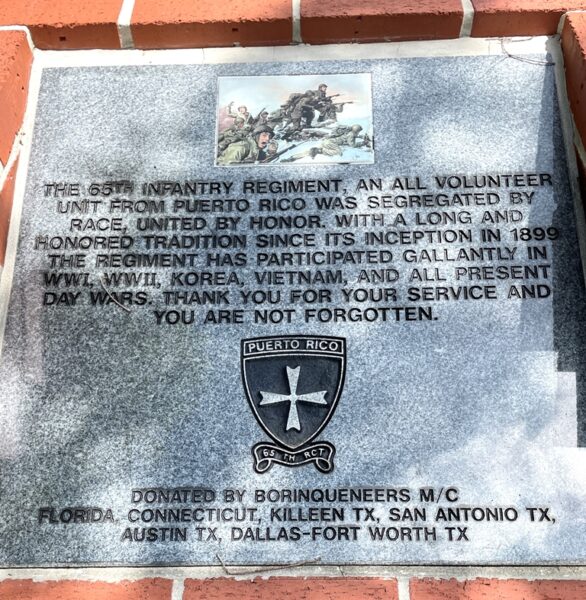 THE 65TH INFANTRY REGIMENT, AN ALL VOLUNTEER
UNIT FROM PUERTO RICO WAS SEGREGATED BY
RACE, UNITED BY HONOR. WITH A LONG AND
HONORED TRADITION SINCE ITS INCEPTION IN 1899
THE REGIMENT HAS PARTICIPATED GALLANTLY IN
WWI, WWII, KOREA, VIETNAM, AND ALL PRESENT
DAY WARS. THANK YOU FOR YOUR SERVICE AND
YOU ARE NOT FORGOTTEN.
PUERTO RICO
65 TH RCT
DONATED BY BORINQUENEERS M/C
FLORIDA, CONNECTICUT, KILLEEN TX, SAN ANTONIO TX,
AUSTIN TX, DALLAS-FORT WORTH TX